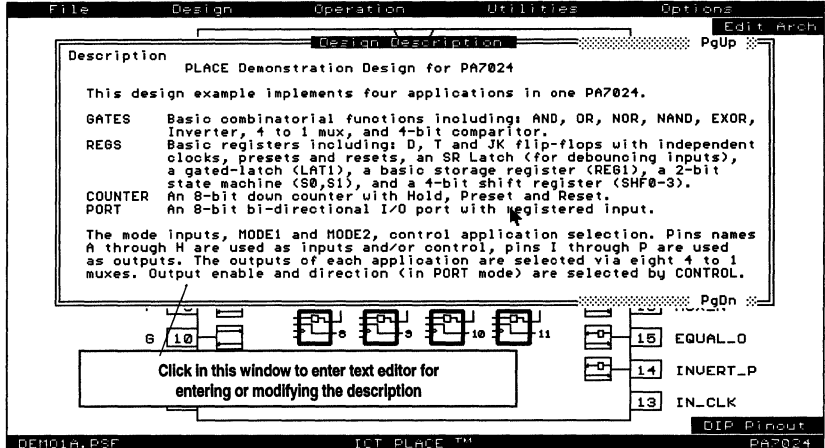 File Design Operation Utilities Options
Edit Arch
Design Description
PgUp
Description
PLACE Demonstration Design for PA7024
This design example implements four applications in one PA7024.
GATES Basic combinatorial functions including: AND, OR, NOR, NAND, EXOR,
Inverter, 4 to 1 mux, and 4-bit comparitor.
REGS Basic registers including: D, T and JK flip-flops with independent
clocks, presets and resets, an SR Latch (for debouncing inputs),
a gated-latch (LAT1), a basic storage register (REG1), a 2-bit
state machine (S0,S1), and a 4-bit shift register (SHF0-3).
COUNTER An 8-bit down counter with Hold, Preset and Reset.
PORT An 8-bit bi-directional I/O port with registered input.
The mode inputs, MODE1 and MODE2, control application selection. Pins names
A through H are used as inputs and/or control, pins I through P are used
as outputs. The outputs of each application are selected via eight 4 to 1
muxes. Output enable and direction (in PORT mode) are selected by CONTROL.
PgDn
G 10 8 9 10 11 15 EQUAL_O
Click in this window to enter text editor for
entering or modifying the description
14 INVERT_P
13 IN_CLK
DIP Pinout
DEMO1A.PSF ICT PLACE TM PA7024